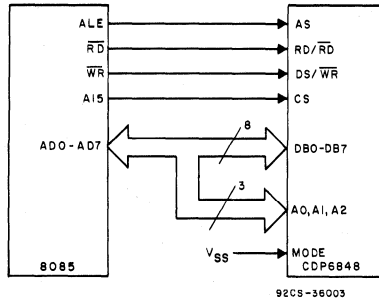 ALE AS
RD RD/RD
WR DS/WR
A15 CS
8
AD0-AD7 DB0-DB7
3
A0,A1,A2
VSS MODE
8085 CDP6848
92CS-36003